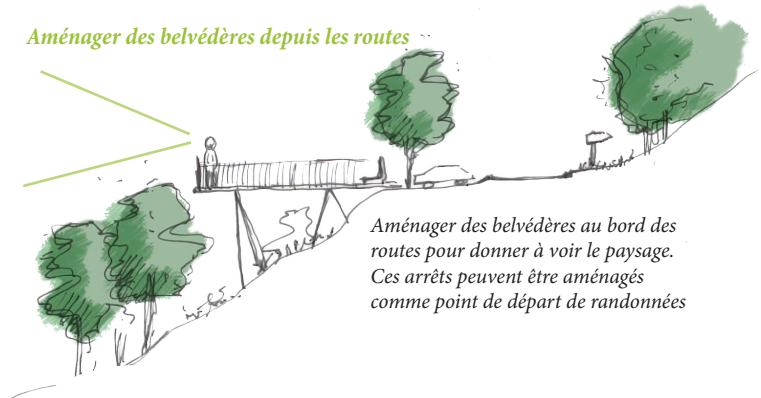 Aménager des belvédères depuis les routes
Aménager des belvédères au bord des
routes pour donner à voir le paysage.
Ces arrêts peuvent être aménagés
comme point de départ de randonnées